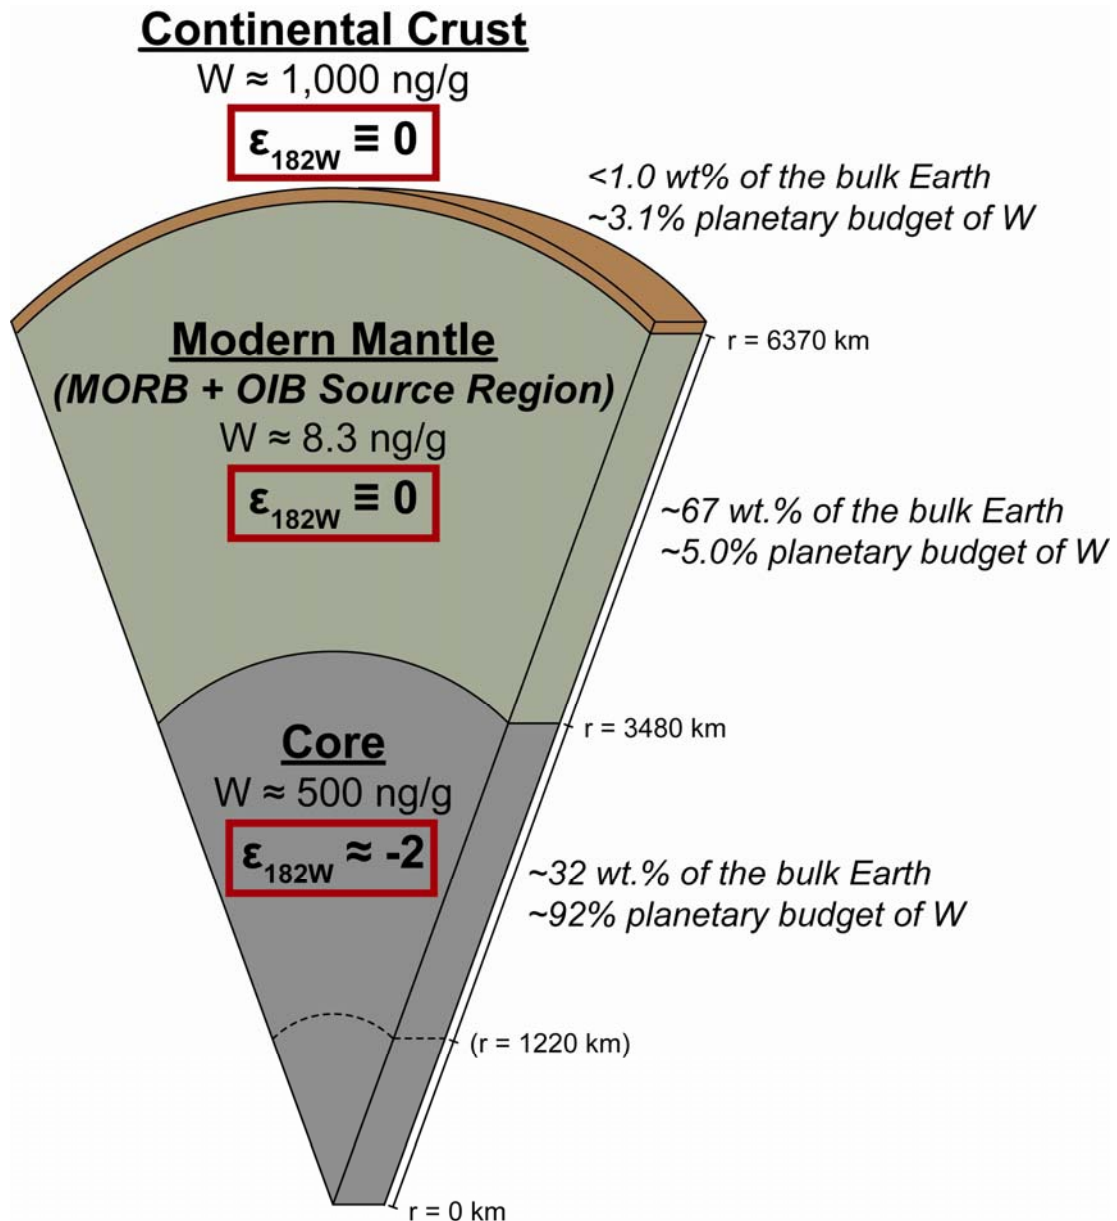 Continental Crust
W ≈ 1,000 ng/g
ε182W ≡ 0
<1.0 wt% of the bulk Earth
~3.1% planetary budget of W
Modern Mantle
(MORB + OIB Source Region)
W ≈ 8.3 ng/g
ε182W ≡ 0
r = 6370 km
~67 wt.% of the bulk Earth
~5.0% planetary budget of W
r = 3480 km
Core
W ≈ 500 ng/g
ε182W ≈ -2
~32 wt.% of the bulk Earth
~92% planetary budget of W
(r = 1220 km)
r = 0 km